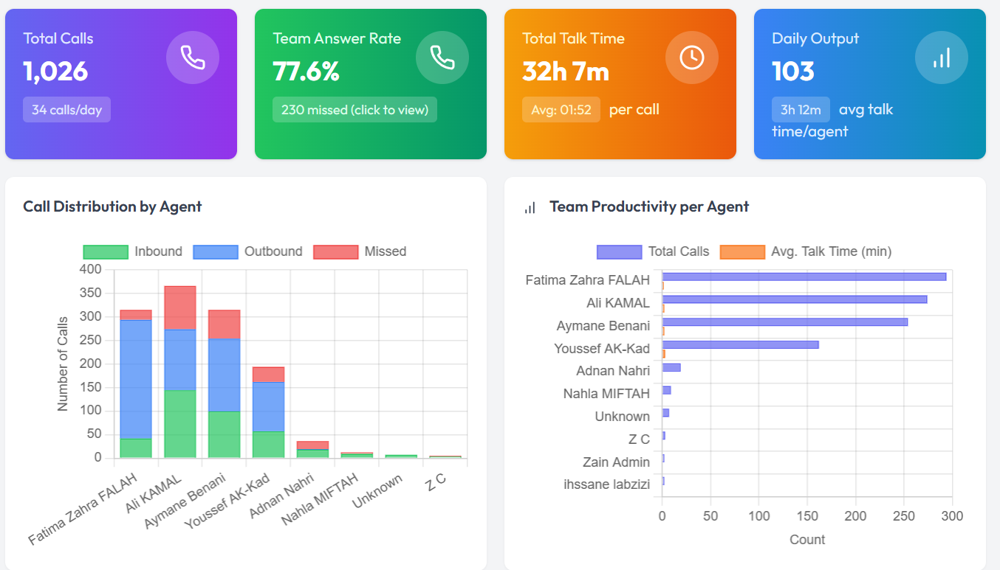 Total Calls
1,026
34 calls/day
Team Answer Rate
77.6%
230 missed (click to view)
Total Talk Time
32h 7m
Avg: 01:52 per call
Daily Output
103
3h 12m avg talk
time/agent
Call Distribution by Agent
Inbound Outbound Missed
400
350
300
250
200
150
100
50
0
Number of Calls
Fatima Zahra FALAH
Ali KAMAL
Aymane Benani
Youssef AK-Kad
Adnan Nahri
Nahla MIFTAH
Unknown
Z C
Team Productivity per Agent
Total Calls Avg. Talk Time (min)
Fatima Zahra FALAH
Ali KAMAL
Aymane Benani
Youssef AK-Kad
Adnan Nahri
Nahla MIFTAH
Unknown
Z C
Zain Admin
ihssane labzizi
0 50 100 150 200 250 300
Count